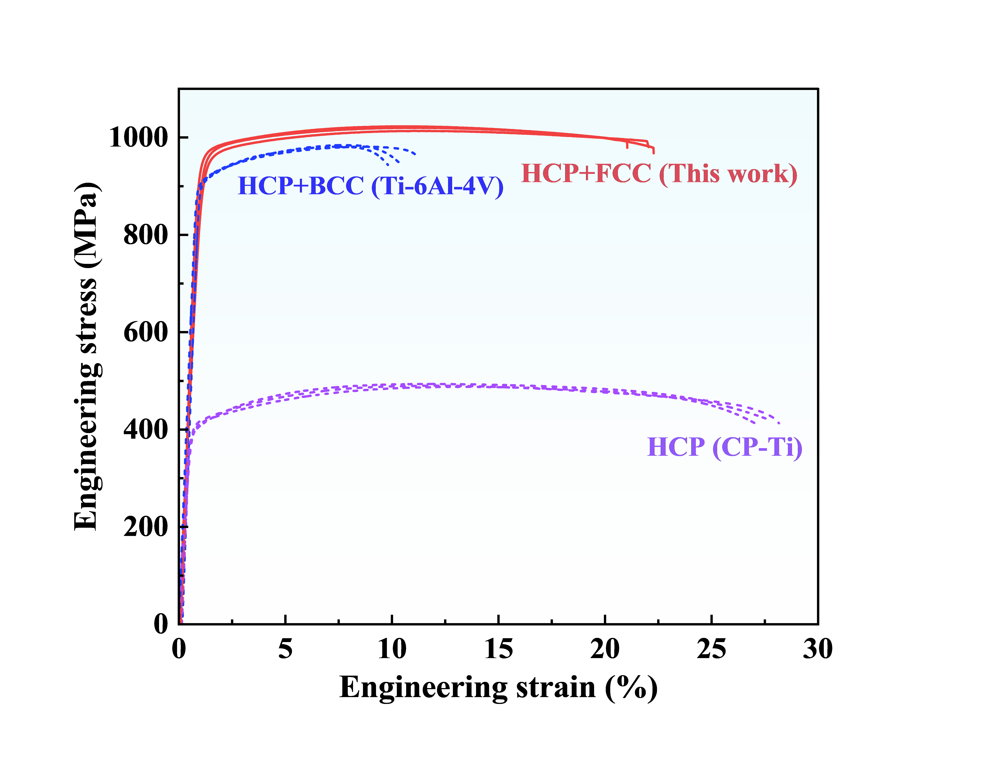 Engineering stress (MPa)
1000
800
600
400
200
0
HCP+FCC (This work)
HCP+BCC (Ti-6Al-4V)
HCP (CP-Ti)
0 5 10 15 20 25 30
Engineering strain (%)